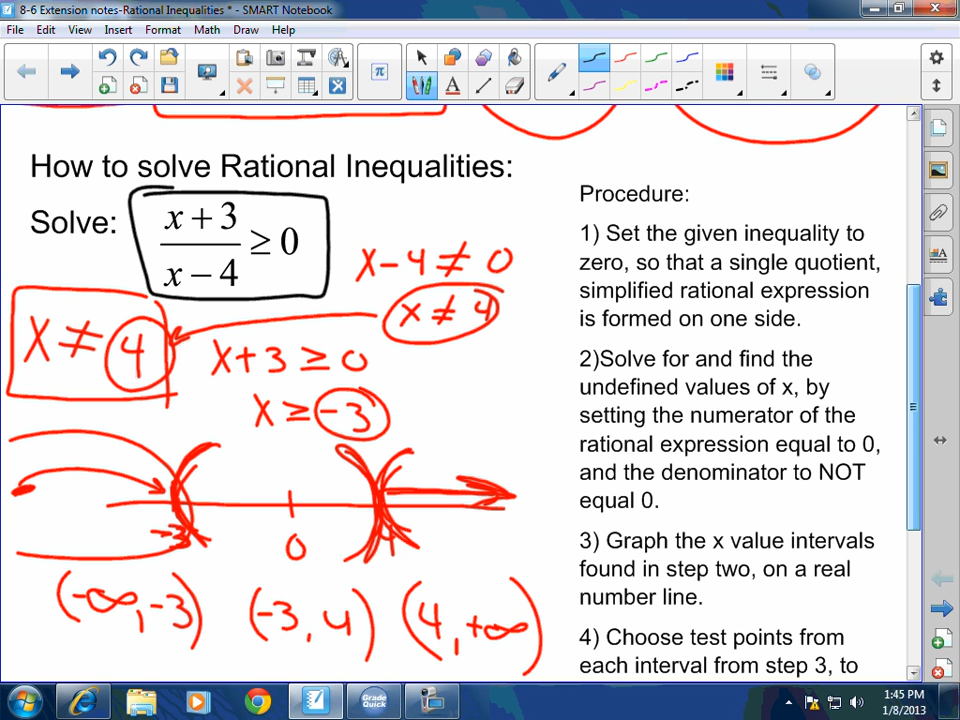 8-6 Extension notes-Rational Inequalities * - SMART Notebook
File Edit View Insert Format Math Draw Help
How to solve Rational Inequalities:
Solve:
x + 3
x − 4
≥ 0
x − 4 ≠ 0
x ≠ 4
x ≠ 4
x + 3 ≥ 0
x ≥ -3
-3 0 4
(-∞, -3) (-3, 4) (4, +∞)
Procedure:
1) Set the given inequality to
zero, so that a single quotient,
simplified rational expression
is formed on one side.
2)Solve for and find the
undefined values of x, by
setting the numerator of the
rational expression equal to 0,
and the denominator to NOT
equal 0.
3) Graph the x value intervals
found in step two, on a real
number line.
4) Choose test points from
each interval from step 3, to
Grade
Quick
1:45 PM
1/8/2013